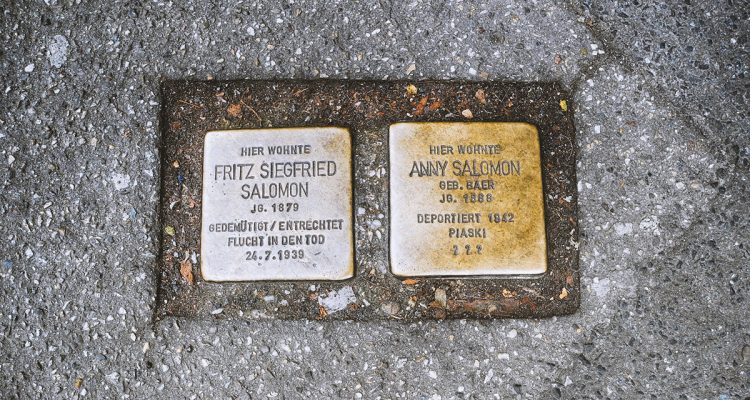 HIER WOHNTE
FRITZ SIEGFRIED
SALOMON
JG. 1879
GEDEMÜTIGT/ENTRECHTET
FLUCHT IN DEN TOD
24.7.1939
HIER WOHNTE
ANNY SALOMON
GEB. BAER
JG. 1886
DEPORTIERT 1942
PIASKI
? ? ?